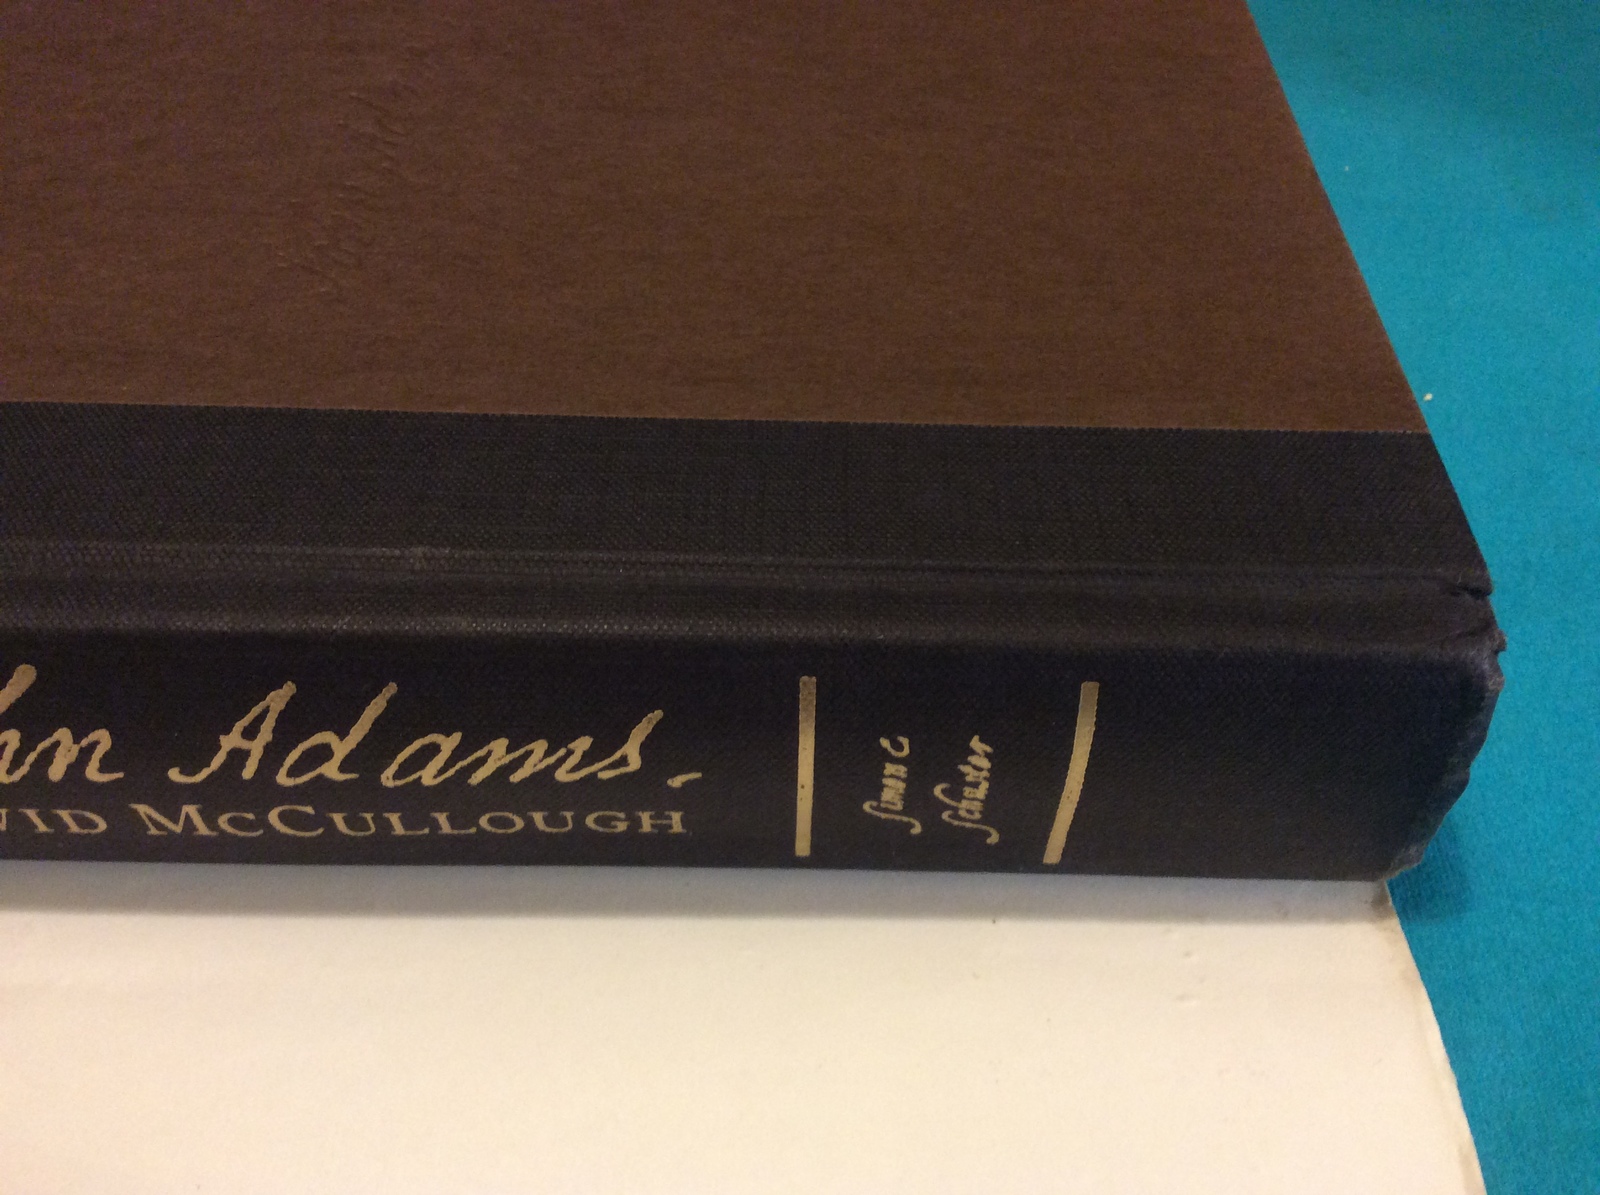 hn Adams.
VID McCullough
Simon &
Schuster